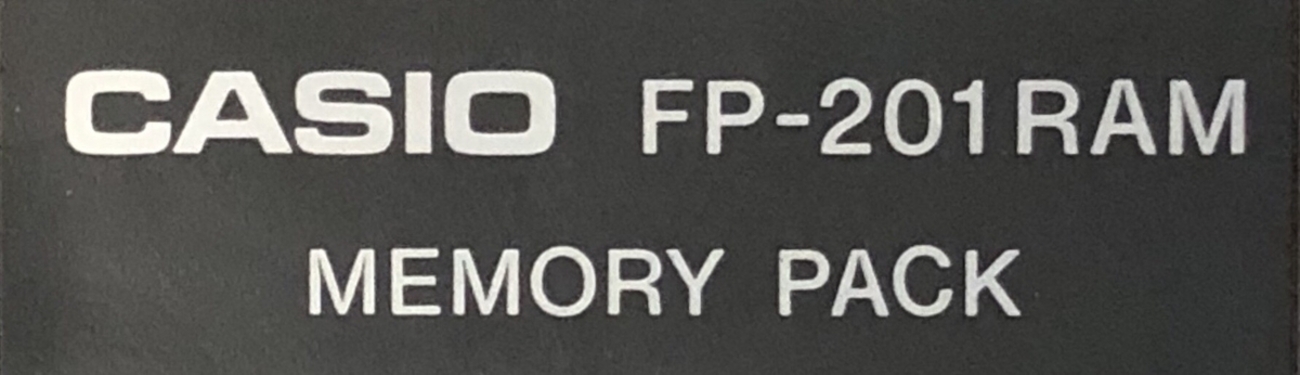 CASIO FP-201RAM
MEMORY PACK